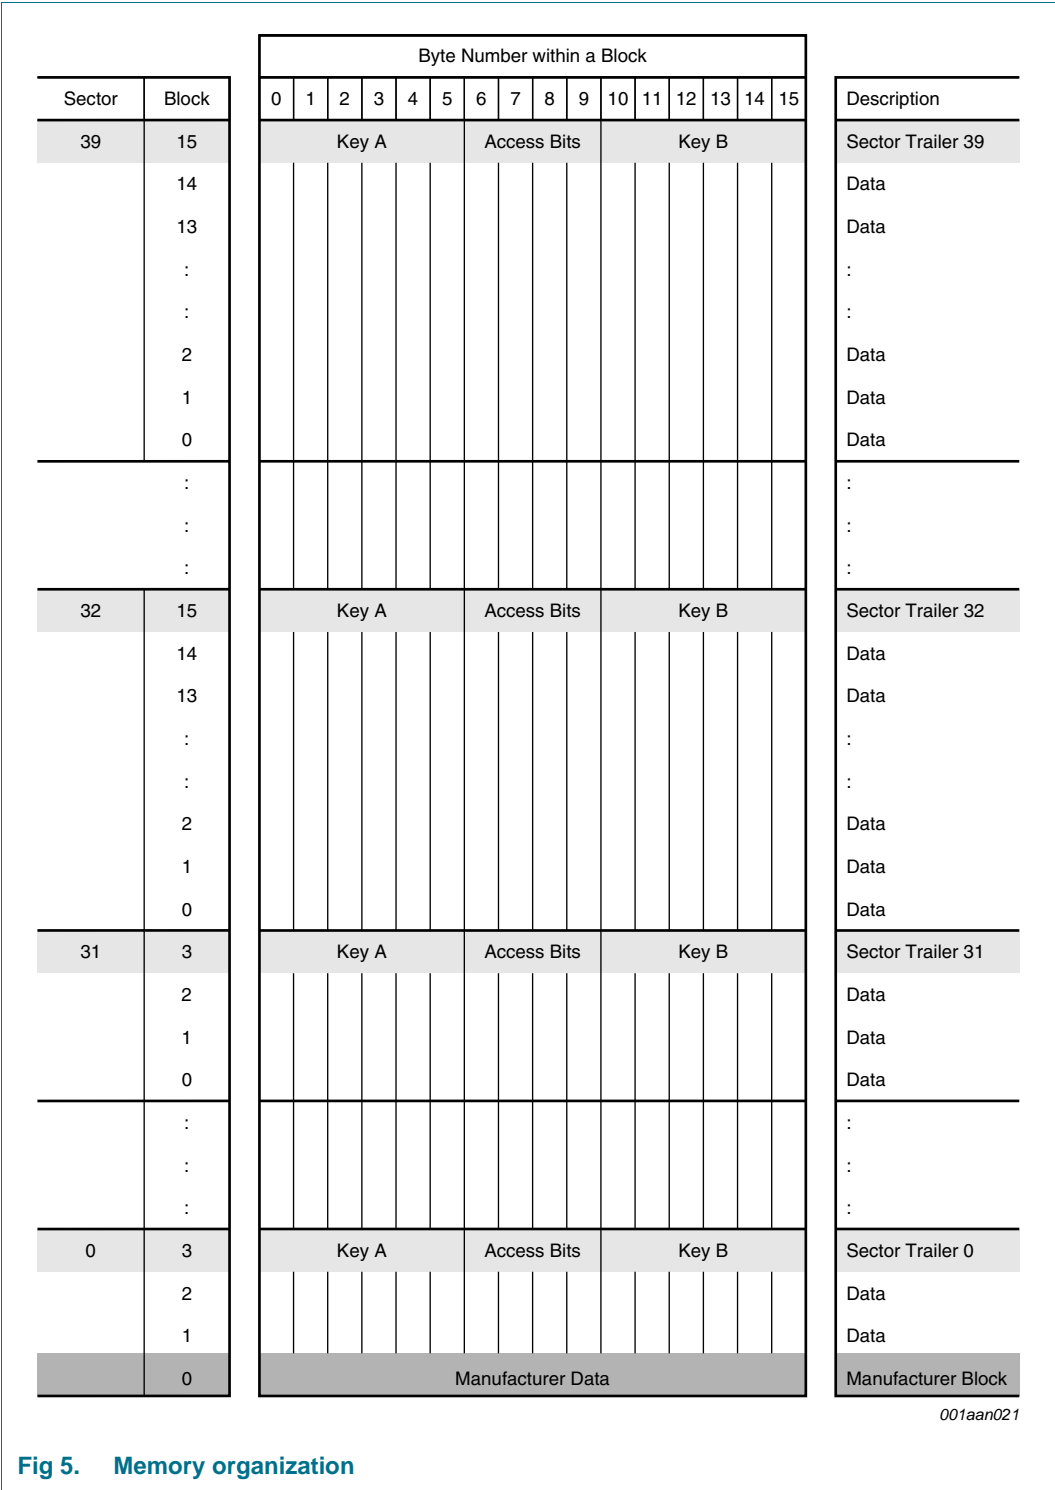 Byte Number within a Block
Sector Block 0 1 2 3 4 5 6 7 8 9 10 11 12 13 14 15 Description
39 15 Key A Access Bits Key B Sector Trailer 39
14 Data
13 Data
: :
: :
2 Data
1 Data
0 Data
: :
: :
: :
32 15 Key A Access Bits Key B Sector Trailer 32
14 Data
13 Data
: :
: :
2 Data
1 Data
0 Data
31 3 Key A Access Bits Key B Sector Trailer 31
2 Data
1 Data
0 Data
: :
: :
: :
0 3 Key A Access Bits Key B Sector Trailer 0
2 Data
1 Data
0 Manufacturer Data Manufacturer Block
001aan021
Fig 5. Memory organization